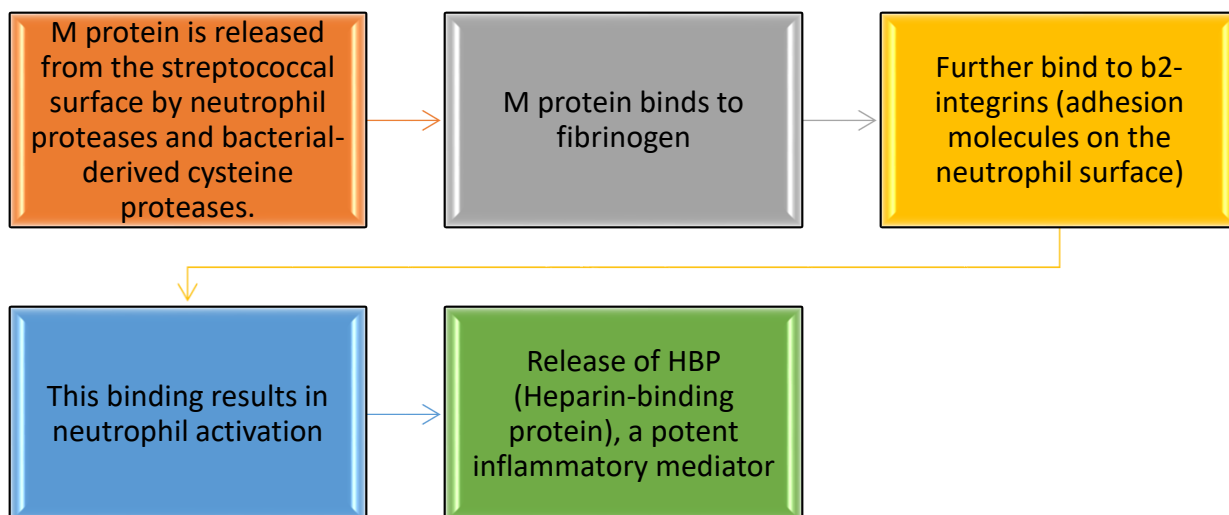 M protein is released
from the streptococcal
surface by neutrophil
proteases and bacterial-
derived cysteine
proteases.
M protein binds to
fibrinogen
Further bind to b2-
integrins (adhesion
molecules on the
neutrophil surface)
This binding results in
neutrophil activation
Release of HBP
(Heparin-binding
protein), a potent
inflammatory mediator